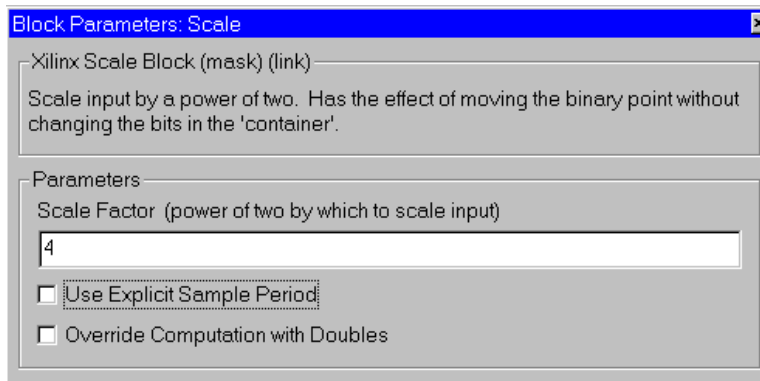 Block Parameters: Scale
Xilinx Scale Block (mask) (link)
Scale input by a power of two. Has the effect of moving the binary point without
changing the bits in the 'container'.
Parameters
Scale Factor (power of two by which to scale input)
4
Use Explicit Sample Period
Override Computation with Doubles